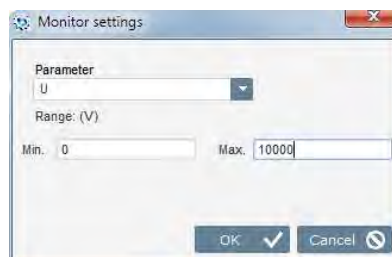 Monitor settings
Parameter
U
Range: (V)
Min. 0 Max. 10000
OK Cancel